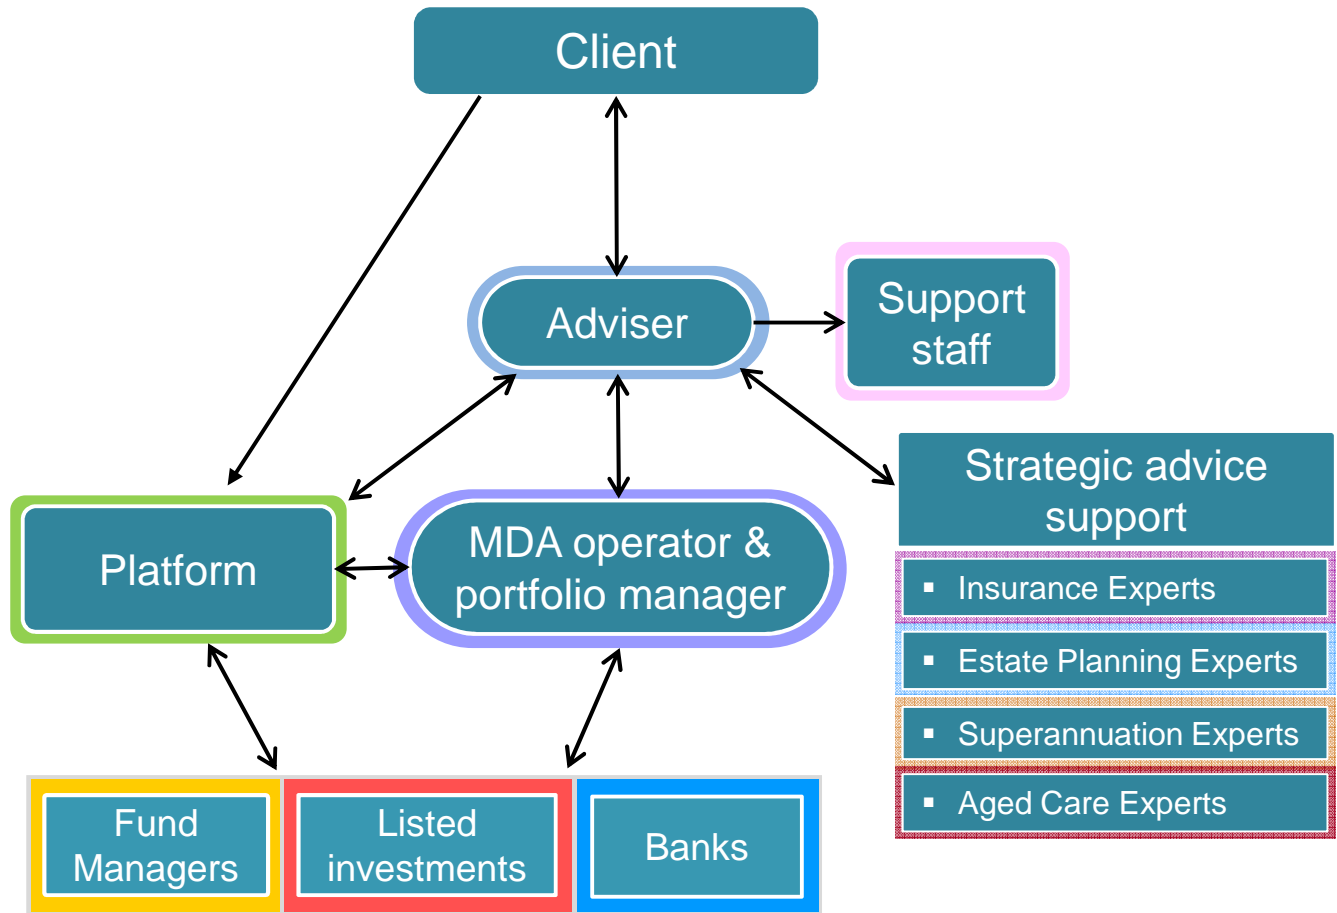 Client
Adviser
Support
staff
Strategic advice
support
Platform
MDA operator &
portfolio manager
▪ Insurance Experts
▪ Estate Planning Experts
▪ Superannuation Experts
▪ Aged Care Experts
Fund
Managers
Listed
investments
Banks